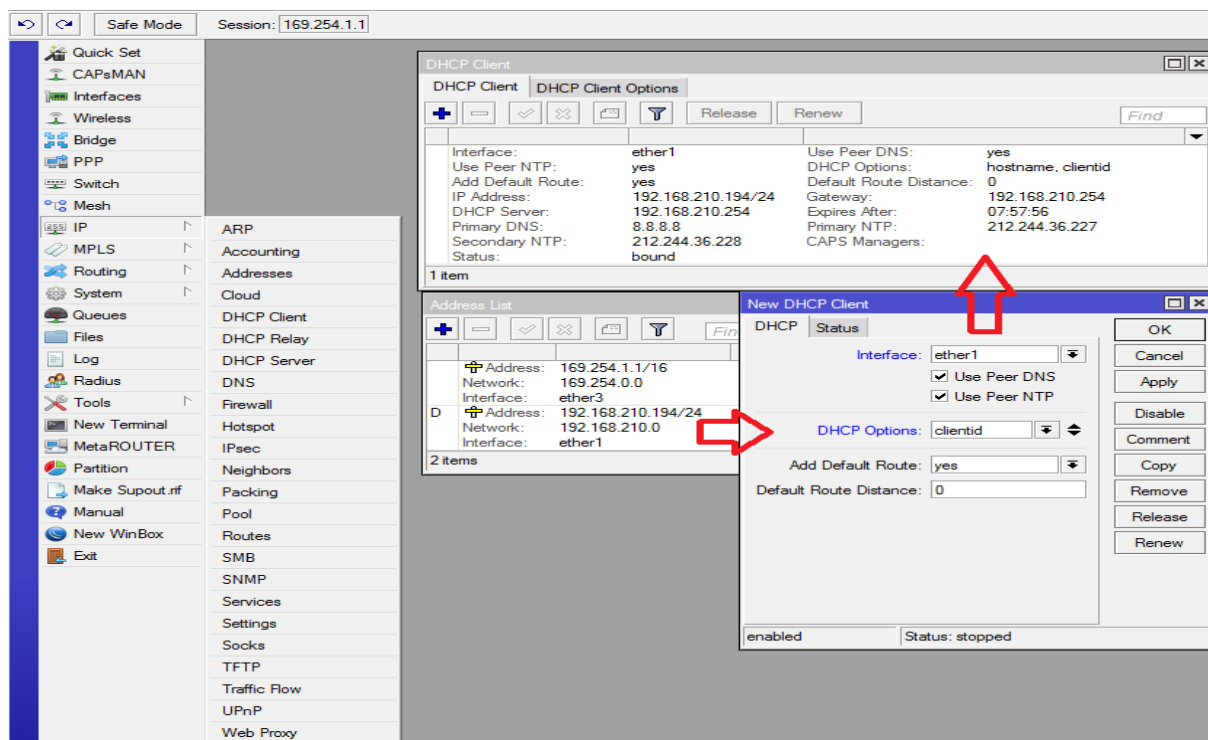 Safe Mode Session: 169.254.1.1
Quick Set
CAPsMAN
Interfaces
Wireless
Bridge
PPP
Switch
Mesh
IP
MPLS
Routing
System
Queues
Files
Log
Radius
Tools
New Terminal
MetaROUTER
Partition
Make Supout.rif
Manual
New WinBox
Exit
ARP
Accounting
Addresses
Cloud
DHCP Client
DHCP Relay
DHCP Server
DNS
Firewall
Hotspot
IPsec
Neighbors
Packing
Pool
Routes
SMB
SNMP
Services
Settings
Socks
TFTP
Traffic Flow
UPnP
Web Proxy
DHCP Client
DHCP Client DHCP Client Options
Release Renew Find
Interface: ether1 Use Peer DNS: yes
Use Peer NTP: yes DHCP Options: hostname, clientid
Add Default Route: yes Default Route Distance: 0
IP Address: 192.168.210.194/24 Gateway: 192.168.210.254
DHCP Server: 192.168.210.254 Expires After: 07:57:56
Primary DNS: 8.8.8.8 Primary NTP: 212.244.36.227
Secondary NTP: 212.244.36.228 CAPS Managers:
Status: bound
1 item
Address List
Address: 169.254.1.1/16
Network: 169.254.0.0
Interface: ether3
D Address: 192.168.210.194/24
Network: 192.168.210.0
Interface: ether1
2 items
New DHCP Client
DHCP Status
Interface: ether1
Use Peer DNS
Use Peer NTP
DHCP Options: clientid
Add Default Route: yes
Default Route Distance: 0
OK
Cancel
Apply
Disable
Comment
Copy
Remove
Release
Renew
enabled Status: stopped